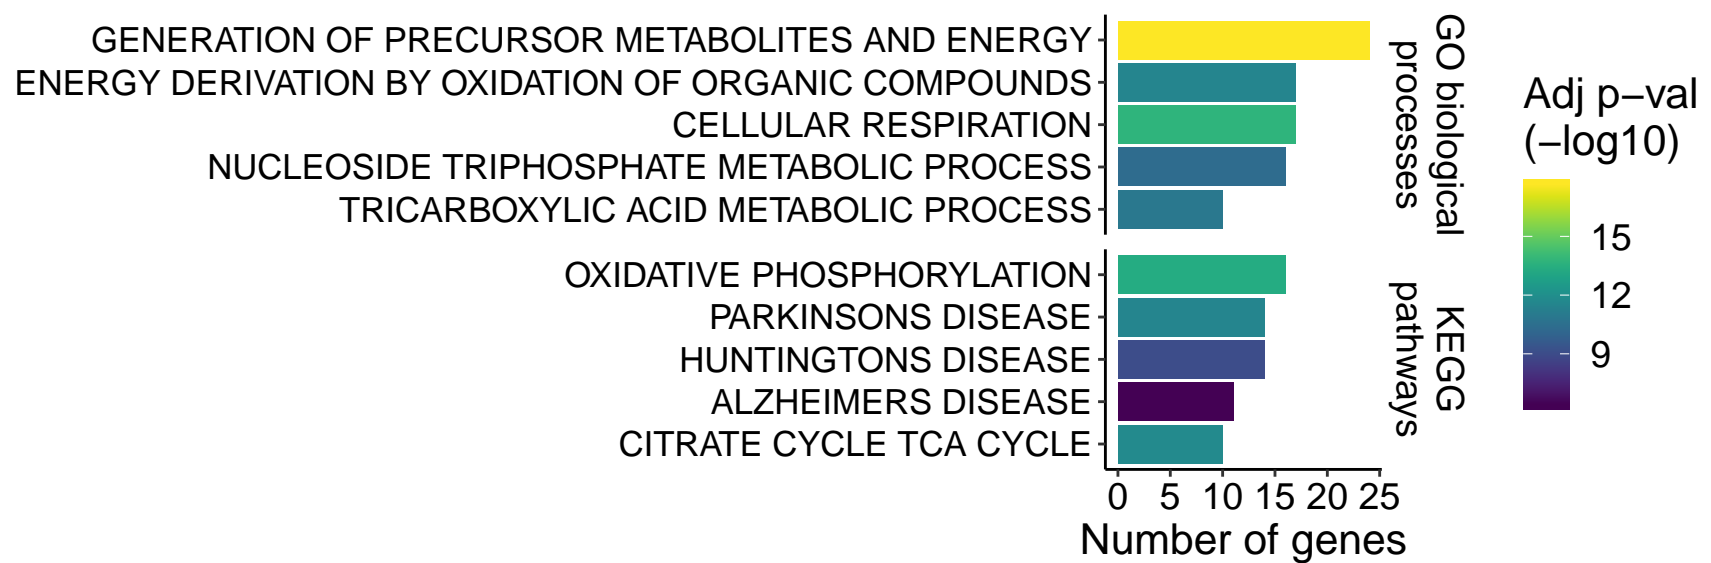 GENERATION OF PRECURSOR METABOLITES AND ENERGY
ENERGY DERIVATION BY OXIDATION OF ORGANIC COMPOUNDS
CELLULAR RESPIRATION
NUCLEOSIDE TRIPHOSPHATE METABOLIC PROCESS
TRICARBOXYLIC ACID METABOLIC PROCESS
GO biological
processes
OXIDATIVE PHOSPHORYLATION
PARKINSONS DISEASE
HUNTINGTONS DISEASE
ALZHEIMERS DISEASE
CITRATE CYCLE TCA CYCLE
KEGG
pathways
0 5 10 15 20 25
Number of genes
Adj p−val
(−log10)
15
12
9